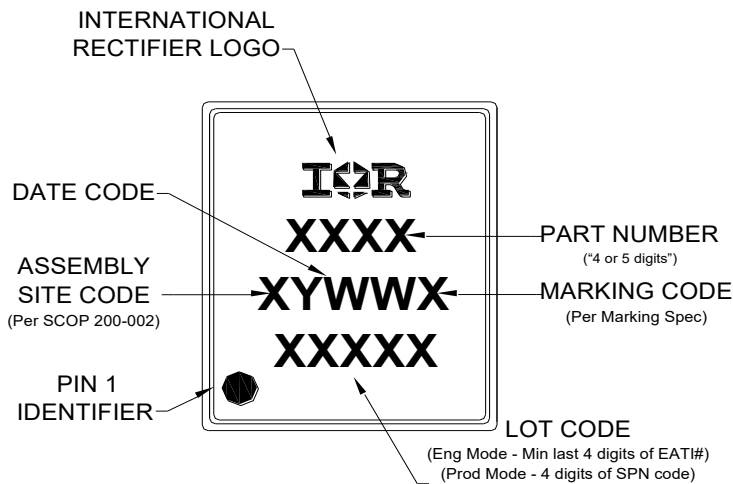 INTERNATIONAL
RECTIFIER LOGO
IOR
DATE CODE
XXXX
PART NUMBER
(“4 or 5 digits”)
ASSEMBLY
SITE CODE
(Per SCOP 200-002)
XYWWX
MARKING CODE
(Per Marking Spec)
XXXXX
PIN 1
IDENTIFIER
LOT CODE
(Eng Mode - Min last 4 digits of EATI#)
(Prod Mode - 4 digits of SPN code)